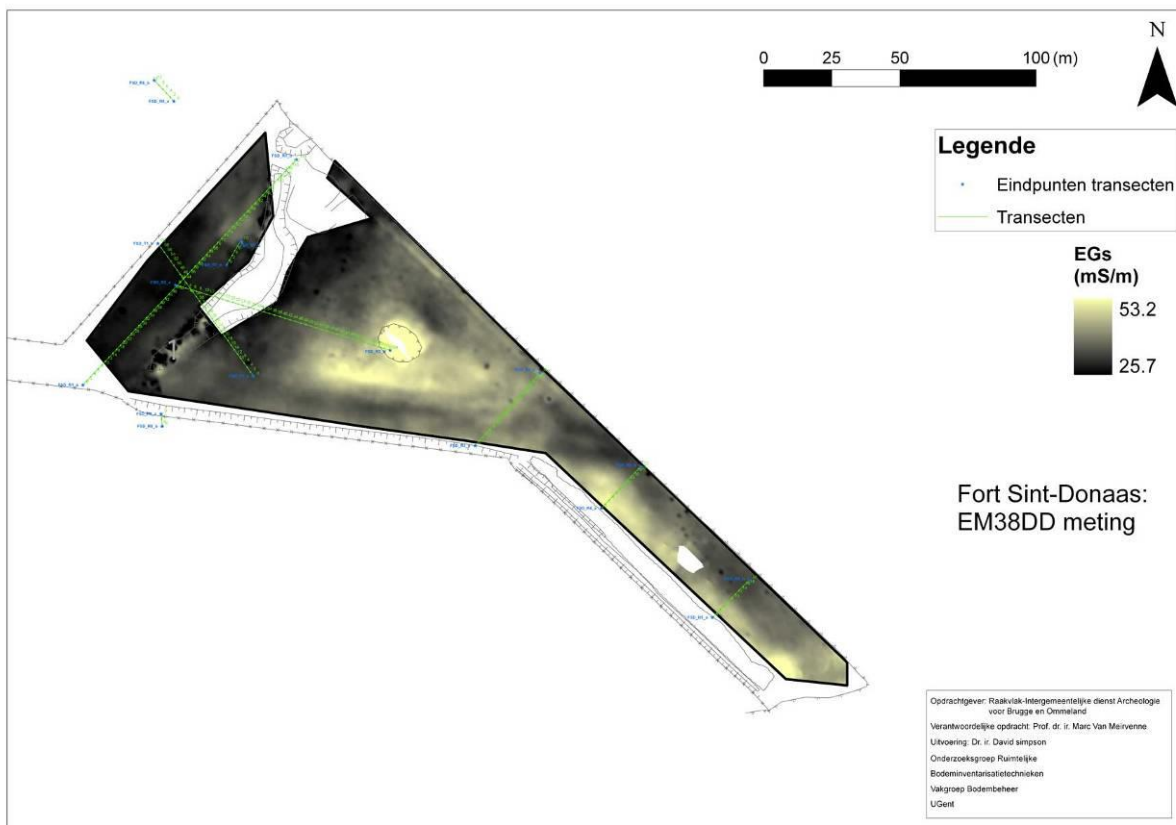 0 25 50 100 (m)
N
Legende
Eindpunten transecten
Transecten
EGs
(mS/m)
53.2
25.7
Fort Sint-Donaas:
EM38DD meting
Opdrachtgever: Raakvlak-Intergemeentelijke dienst Archeologie
voor Brugge en Ommeland
Verantwoordelijke opdracht: Prof. dr. ir. Marc Van Meirvenne
Uitvoering: Dr. ir. David simpson
Onderzoeksgroep Ruimtelijke
Bodeminventarisatietechnieken
Vakgroep Bodembeheer
UGent